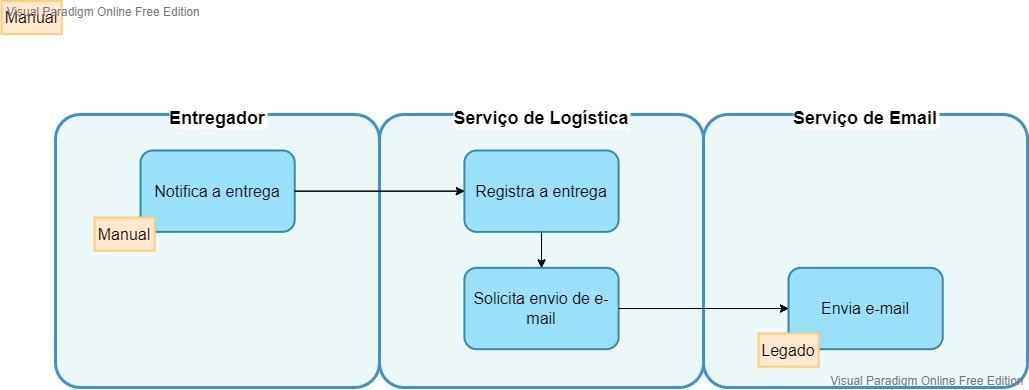 Manual
Visual Paradigm Online Free Edition
Entregador
Serviço de Logística
Serviço de Email
Notifica a entrega
Registra a entrega
Manual
Solicita envio de e-
mail
Envia e-mail
Legado
Visual Paradigm Online Free Edition